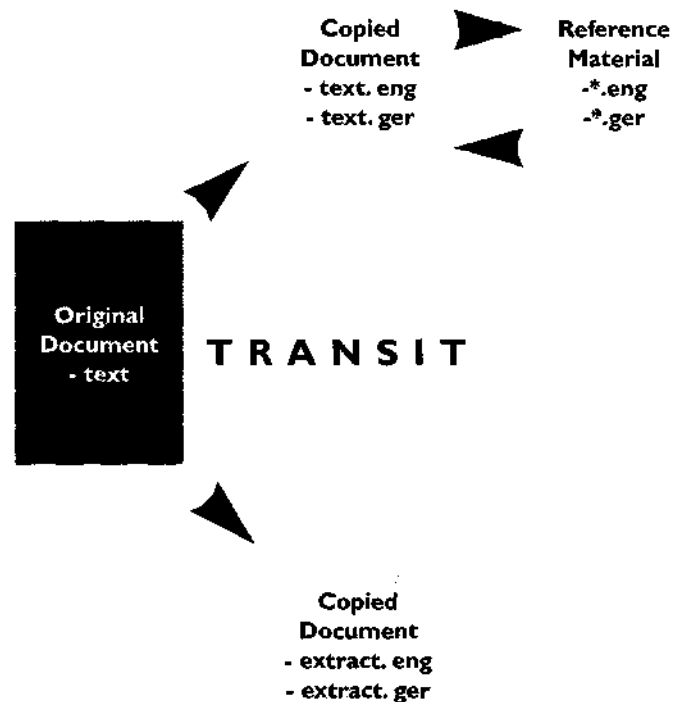 Copied
Document
- text. eng
- text. ger
Reference
Material
-*.eng
-*.ger
Original
Document
- text
TRANSIT
Copied
Document
- extract. eng
- extract. ger